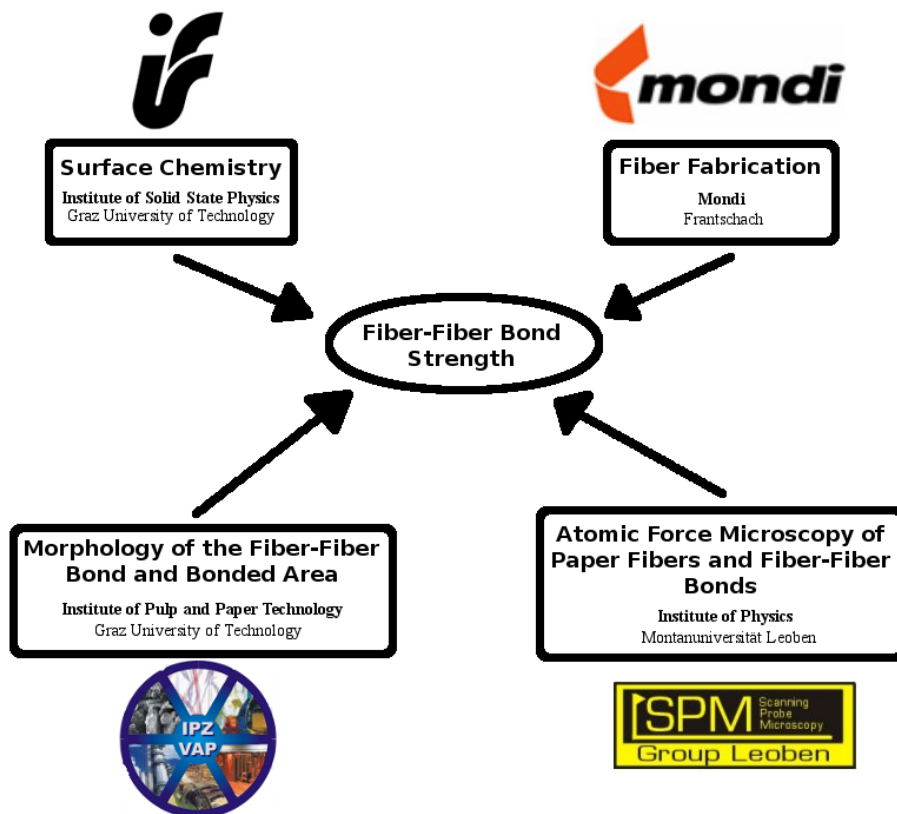 if
mondi
Surface Chemistry
Institute of Solid State Physics
Graz University of Technology
Fiber Fabrication
Mondi
Frantschach
Fiber-Fiber Bond
Strength
Morphology of the Fiber-Fiber
Bond and Bonded Area
Institute of Pulp and Paper Technology
Graz University of Technology
Atomic Force Microscopy of
Paper Fibers and Fiber-Fiber
Bonds
Institute of Physics
Montanuniversität Leoben
IPZ
VAP
SPM
Scanning
Probe
Microscopy
Group Leoben